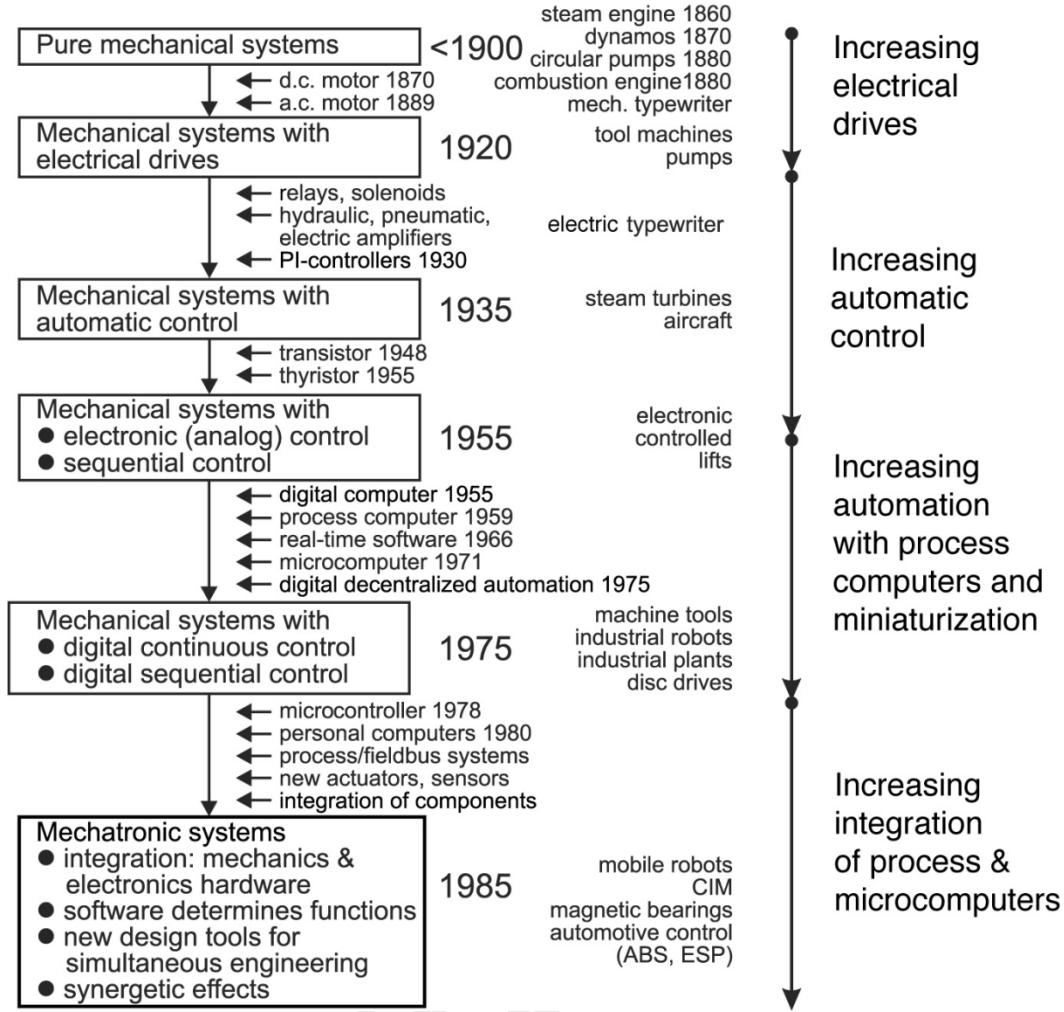 Pure mechanical systems
<1900
steam engine 1860
dynamos 1870
circular pumps 1880
combustion engine1880
mech. typewriter
d.c. motor 1870
a.c. motor 1889
Increasing
electrical
drives
Mechanical systems with
electrical drives
1920
tool machines
pumps
relays, solenoids
hydraulic, pneumatic,
electric amplifiers
PI-controllers 1930
electric typewriter
Increasing
automatic
control
Mechanical systems with
automatic control
1935
steam turbines
aircraft
transistor 1948
thyristor 1955
Mechanical systems with
● electronic (analog) control
● sequential control
1955
electronic
controlled
lifts
digital computer 1955
process computer 1959
real-time software 1966
microcomputer 1971
digital decentralized automation 1975
Increasing
automation
with process
computers and
miniaturization
Mechanical systems with
● digital continuous control
● digital sequential control
1975
machine tools
industrial robots
industrial plants
disc drives
microcontroller 1978
personal computers 1980
process/fieldbus systems
new actuators, sensors
integration of components
Increasing
integration
of process &
microcomputers
Mechatronic systems
● integration: mechanics &
electronics hardware
● software determines functions
● new design tools for
simultaneous engineering
● synergetic effects
1985
mobile robots
CIM
magnetic bearings
automotive control
(ABS, ESP)